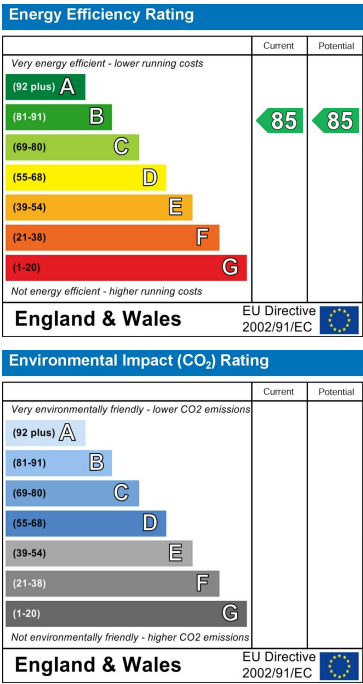 Energy Efficiency Rating
Current Potential
Very energy efficient - lower running costs
(92 plus) A
(81-91) B 85 85
(69-80) C
(55-68) D
(39-54) E
(21-38) F
(1-20) G
Not energy efficient - higher running costs
England & Wales EU Directive
2002/91/EC
Environmental Impact (CO₂) Rating
Current Potential
Very environmentally friendly - lower CO2 emissions
(92 plus) A
(81-91) B
(69-80) C
(55-68) D
(39-54) E
(21-38) F
(1-20) G
Not environmentally friendly - higher CO2 emissions
England & Wales EU Directive
2002/91/EC